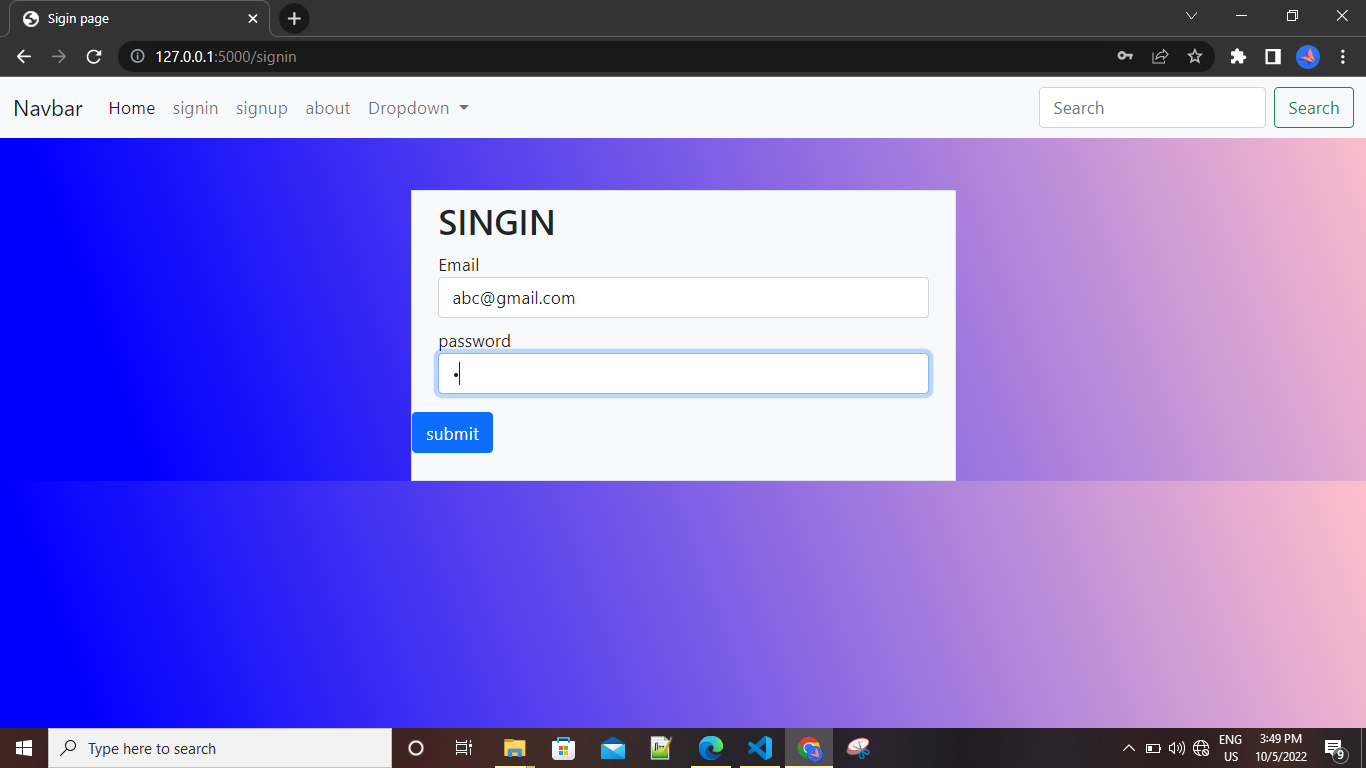 Sigin page
127.0.0.1:5000/signin
Navbar Home signin signup about Dropdown Search Search
SINGIN
Email
abc@gmail.com
password
submit
Type here to search
ENG
US
3:49 PM
10/5/2022
9